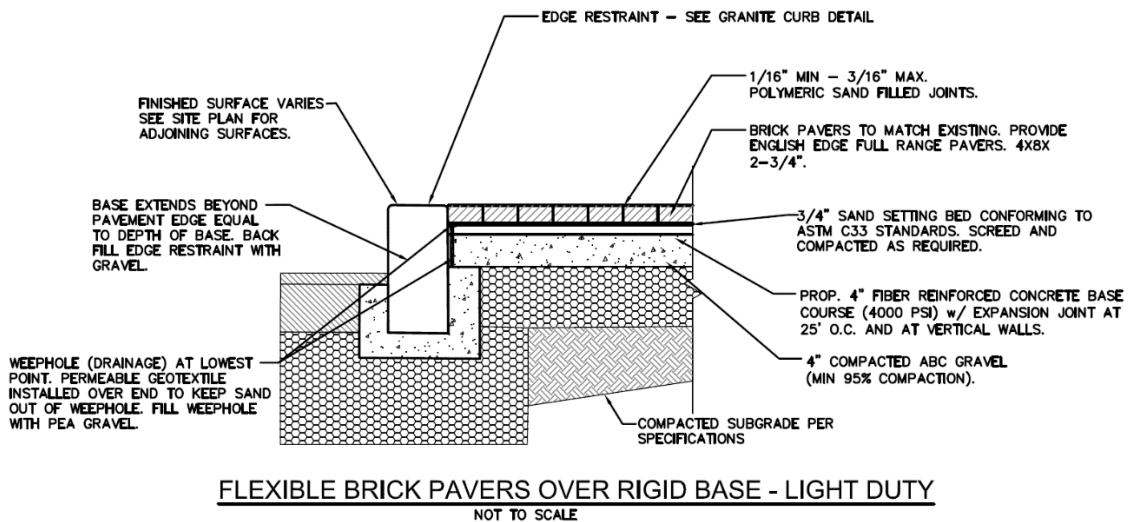 EDGE RESTRAINT – SEE GRANITE CURB DETAIL
1/16" MIN – 3/16" MAX.
POLYMERIC SAND FILLED JOINTS.
FINISHED SURFACE VARIES
SEE SITE PLAN FOR
ADJOINING SURFACES.
BRICK PAVERS TO MATCH EXISTING. PROVIDE
ENGLISH EDGE FULL RANGE PAVERS. 4X8X
2–3/4".
BASE EXTENDS BEYOND
PAVEMENT EDGE EQUAL
TO DEPTH OF BASE. BACK
FILL EDGE RESTRAINT WITH
GRAVEL.
3/4" SAND SETTING BED CONFORMING TO
ASTM C33 STANDARDS. SCREED AND
COMPACTED AS REQUIRED.
PROP. 4" FIBER REINFORCED CONCRETE BASE
COURSE (4000 PSI) w/ EXPANSION JOINT AT
25' O.C. AND AT VERTICAL WALLS.
WEEPHOLE (DRAINAGE) AT LOWEST
POINT. PERMEABLE GEOTEXTILE
INSTALLED OVER END TO KEEP SAND
OUT OF WEEPHOLE. FILL WEEPHOLE
WITH PEA GRAVEL.
4" COMPACTED ABC GRAVEL
(MIN 95% COMPACTION).
COMPACTED SUBGRADE PER
SPECIFICATIONS
FLEXIBLE BRICK PAVERS OVER RIGID BASE - LIGHT DUTY
NOT TO SCALE